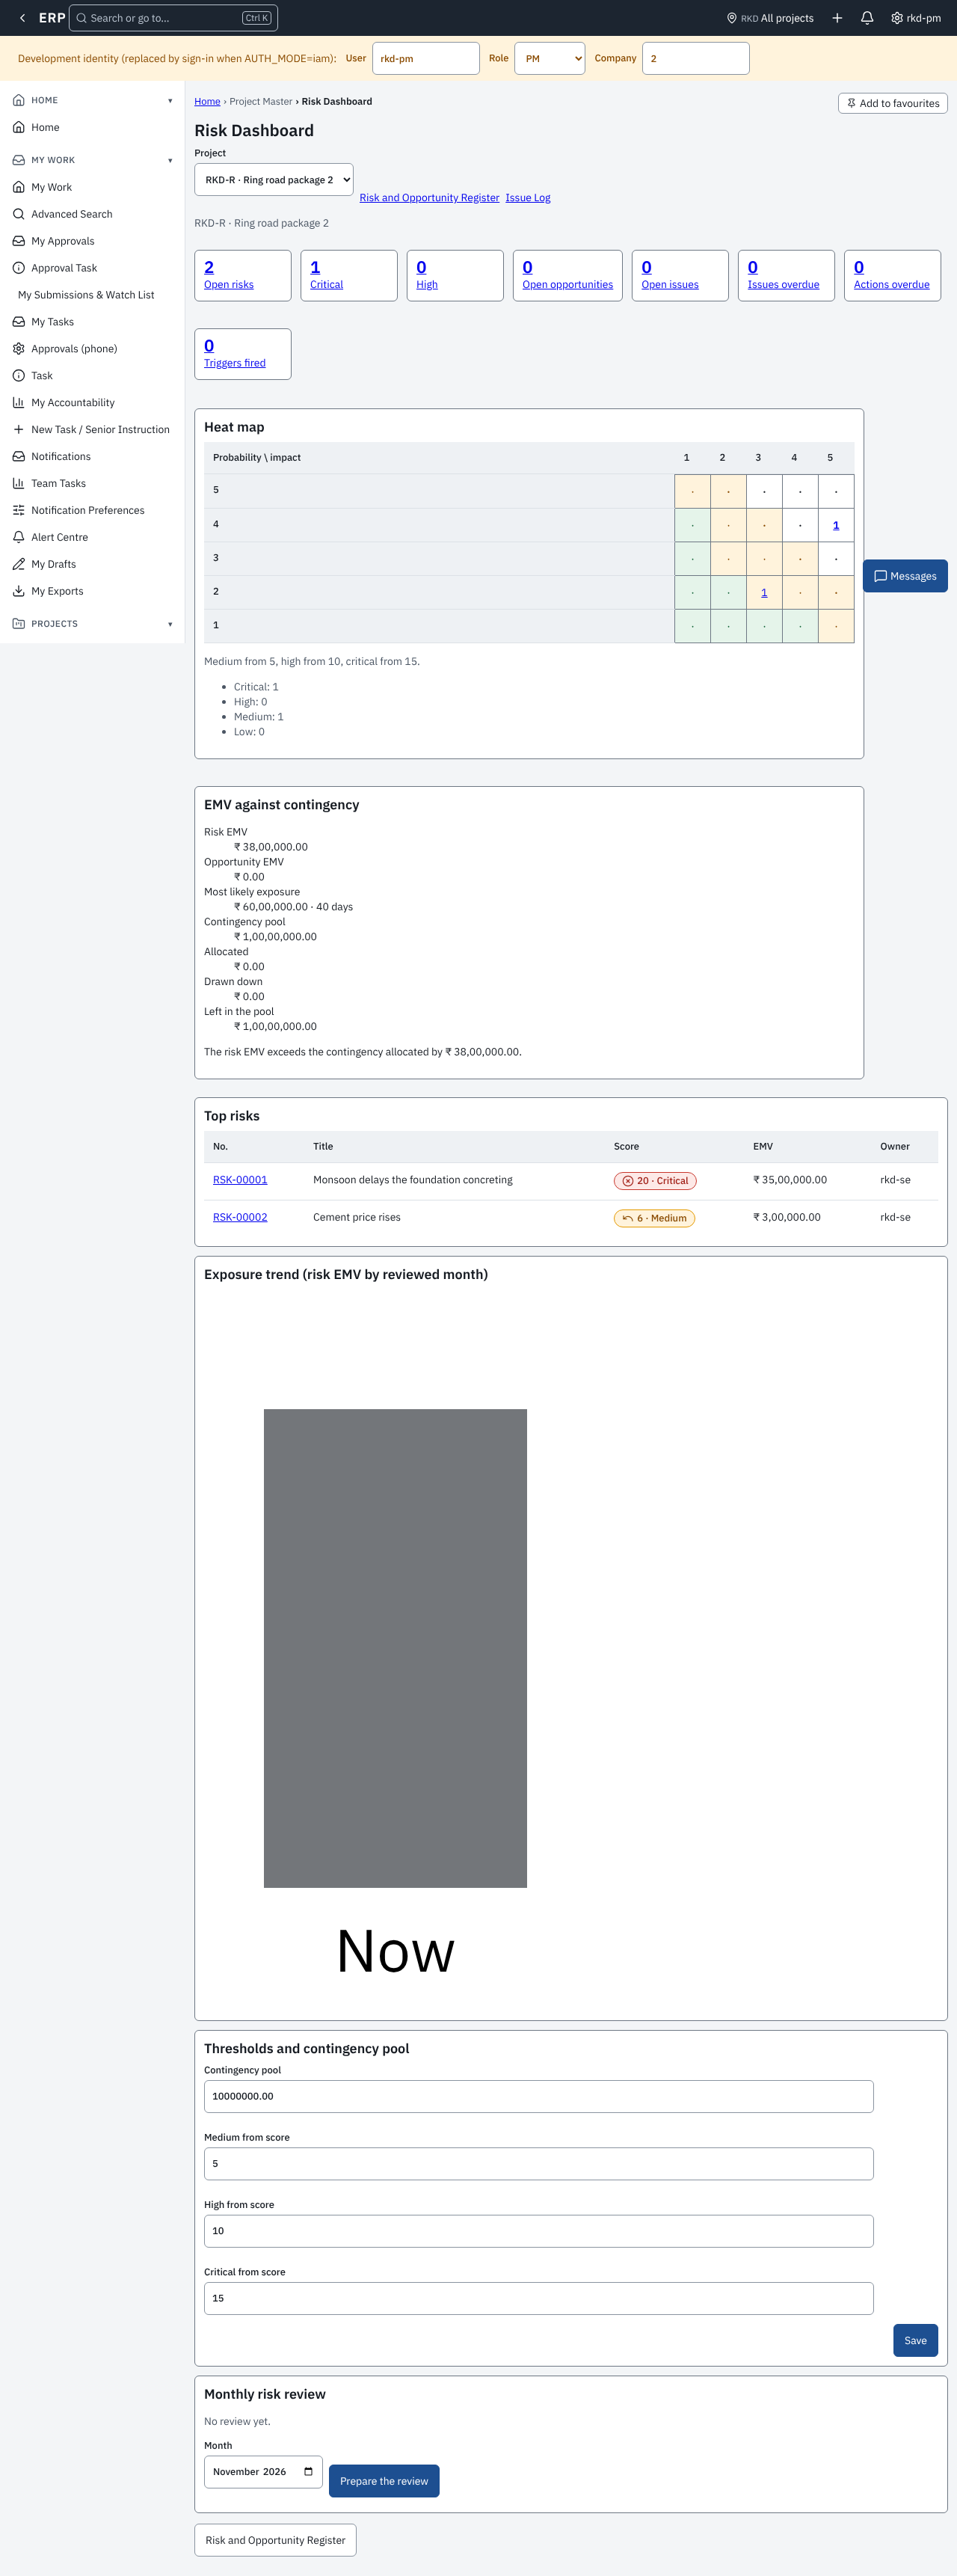 ERP
Search or go to...
Ctrl K
RKD All projects
rkd-pm
Development identity (replaced by sign-in when AUTH_MODE=iam): User rkd-pm Role PM Company 2
HOME
Home
MY WORK
My Work
Advanced Search
My Approvals
Approval Task
My Submissions & Watch List
My Tasks
Approvals (phone)
Task
My Accountability
New Task / Senior Instruction
Notifications
Team Tasks
Notification Preferences
Alert Centre
My Drafts
My Exports
PROJECTS
Home › Project Master › Risk Dashboard
Add to favourites
Risk Dashboard
Project
RKD-R · Ring road package 2
Risk and Opportunity Register Issue Log
RKD-R · Ring road package 2
2
Open risks
1
Critical
0
High
0
Open opportunities
0
Open issues
0
Issues overdue
0
Actions overdue
0
Triggers fired
Heat map
Probability \ impact 1 2 3 4 5
5 · · · · ·
4 · · · · 1
3 · · · · ·
2 · · 1 · ·
1 · · · · ·
Messages
Medium from 5, high from 10, critical from 15.
• Critical: 1
• High: 0
• Medium: 1
• Low: 0
EMV against contingency
Risk EMV
₹ 38,00,000.00
Opportunity EMV
₹ 0.00
Most likely exposure
₹ 60,00,000.00 · 40 days
Contingency pool
₹ 1,00,00,000.00
Allocated
₹ 0.00
Drawn down
₹ 0.00
Left in the pool
₹ 1,00,00,000.00
The risk EMV exceeds the contingency allocated by ₹ 38,00,000.00.
Top risks
No. Title Score EMV Owner
RSK-00001 Monsoon delays the foundation concreting 20 · Critical ₹ 35,00,000.00 rkd-se
RSK-00002 Cement price rises 6 · Medium ₹ 3,00,000.00 rkd-se
Exposure trend (risk EMV by reviewed month)
Now
Thresholds and contingency pool
Contingency pool
10000000.00
Medium from score
5
High from score
10
Critical from score
15
Save
Monthly risk review
No review yet.
Month
November 2026
Prepare the review
Risk and Opportunity Register